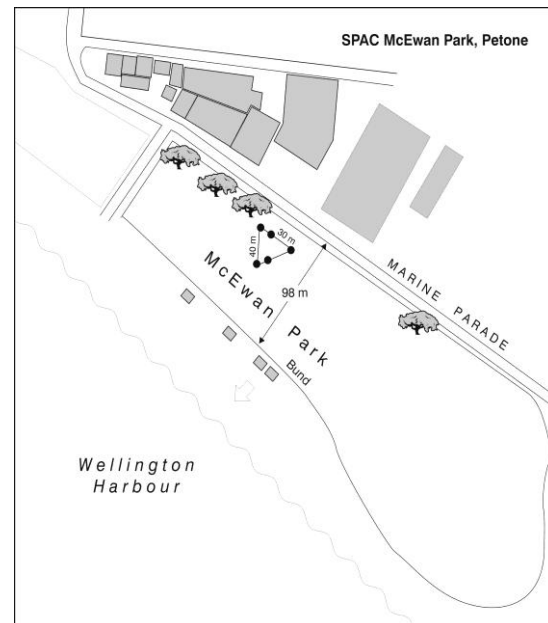 SPAC McEwan Park, Petone
30 m
40 m
McEwan Park
98 m
MARINE PARADE
Bund
Wellington
Harbour